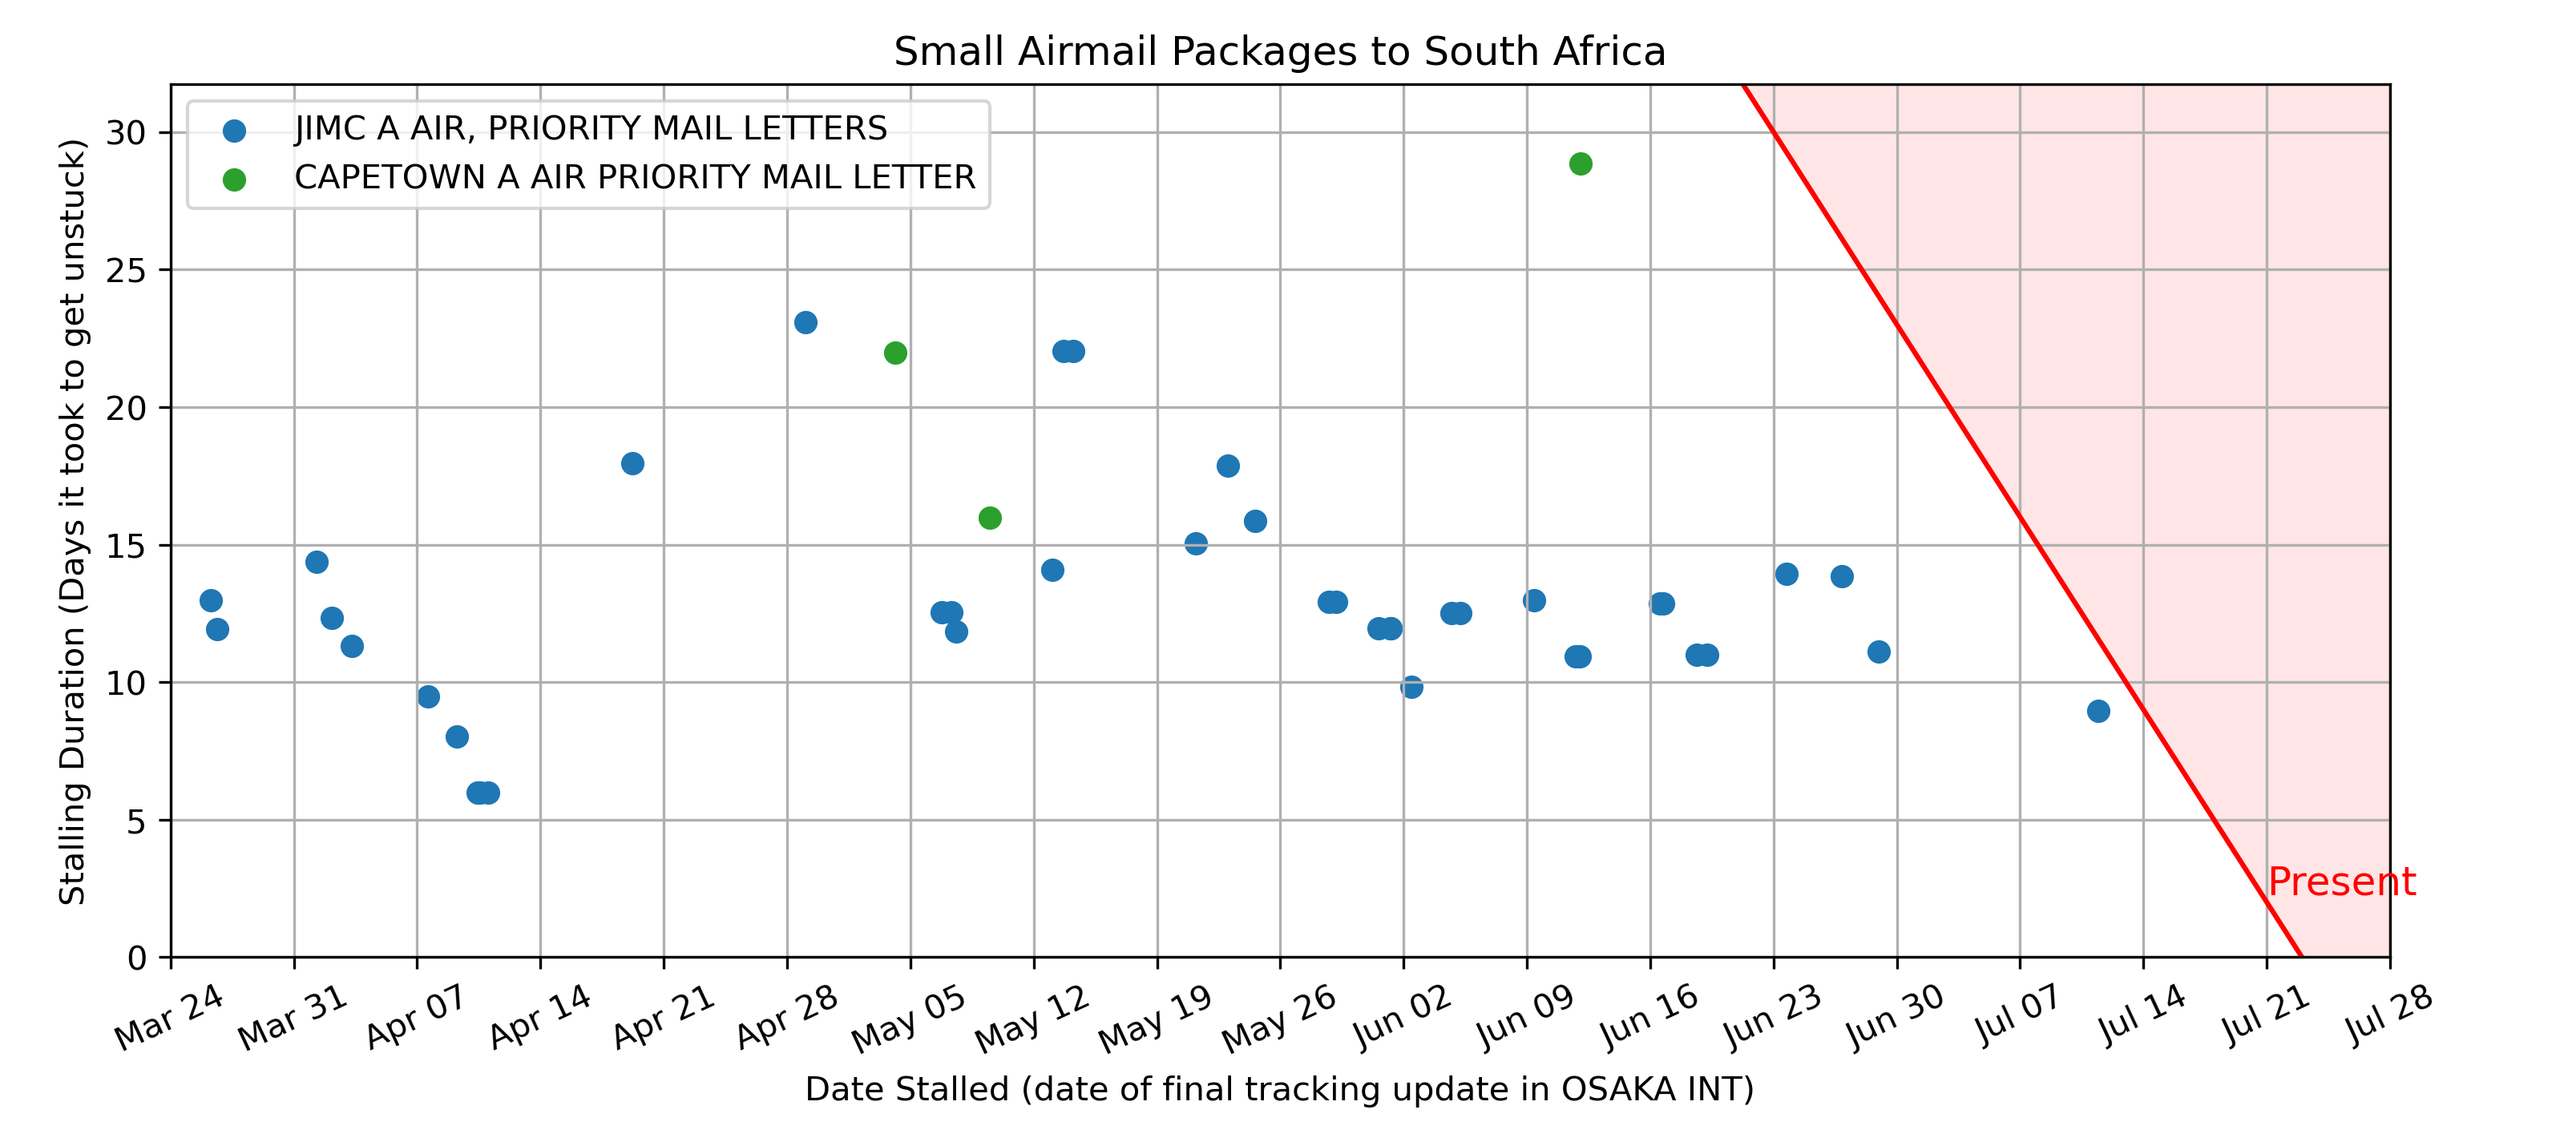 Small Airmail Packages to South Africa
JIMC A AIR, PRIORITY MAIL LETTERS
CAPETOWN A AIR PRIORITY MAIL LETTER
Stalling Duration (Days it took to get unstuck)
30
25
20
15
10
5
0
Present
Mar 24
Mar 31
Apr 07
Apr 14
Apr 21
Apr 28
May 05
May 12
May 19
May 26
Jun 02
Jun 09
Jun 16
Jun 23
Jun 30
Jul 07
Jul 14
Jul 21
Jul 28
Date Stalled (date of final tracking update in OSAKA INT)